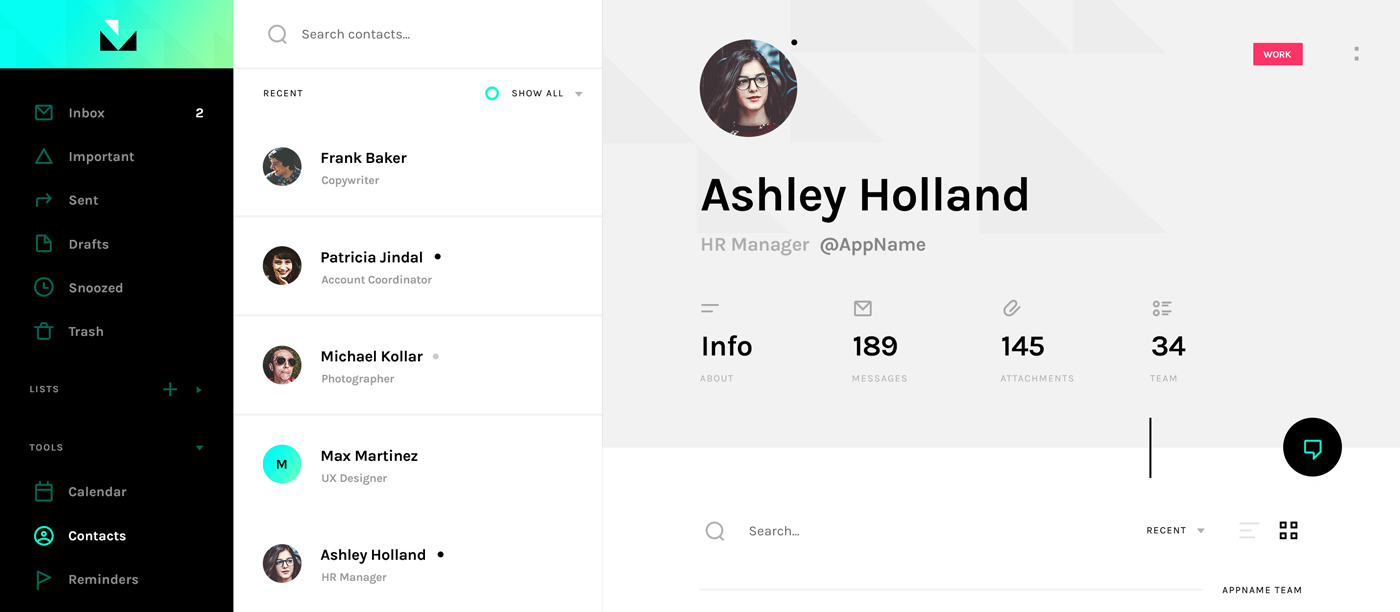 Inbox 2
Important
Sent
Drafts
Snoozed
Trash
LISTS
TOOLS
Calendar
Contacts
Reminders
Search contacts...
RECENT SHOW ALL
Frank Baker
Copywriter
Patricia Jindal
Account Coordinator
Michael Kollar
Photographer
M
Max Martinez
UX Designer
Ashley Holland
HR Manager
WORK
Ashley Holland
HR Manager @AppName
Info 189 145 34
ABOUT MESSAGES ATTACHMENTS TEAM
Search... RECENT
APPNAME TEAM